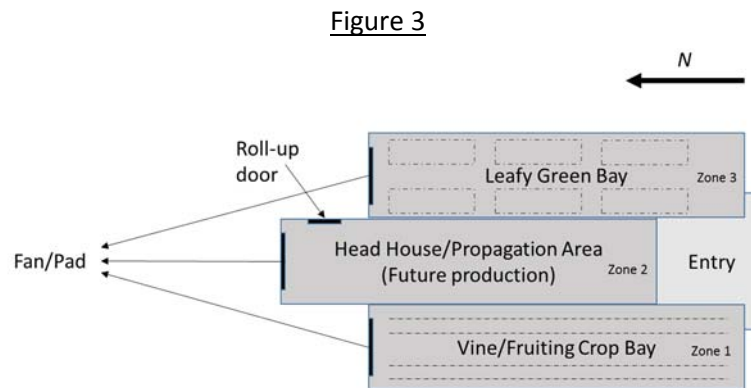 Figure 3
N
Roll-up
door
Leafy Green Bay
Zone 3
Fan/Pad
Head House/Propagation Area
(Future production)
Zone 2
Entry
Vine/Fruiting Crop Bay
Zone 1